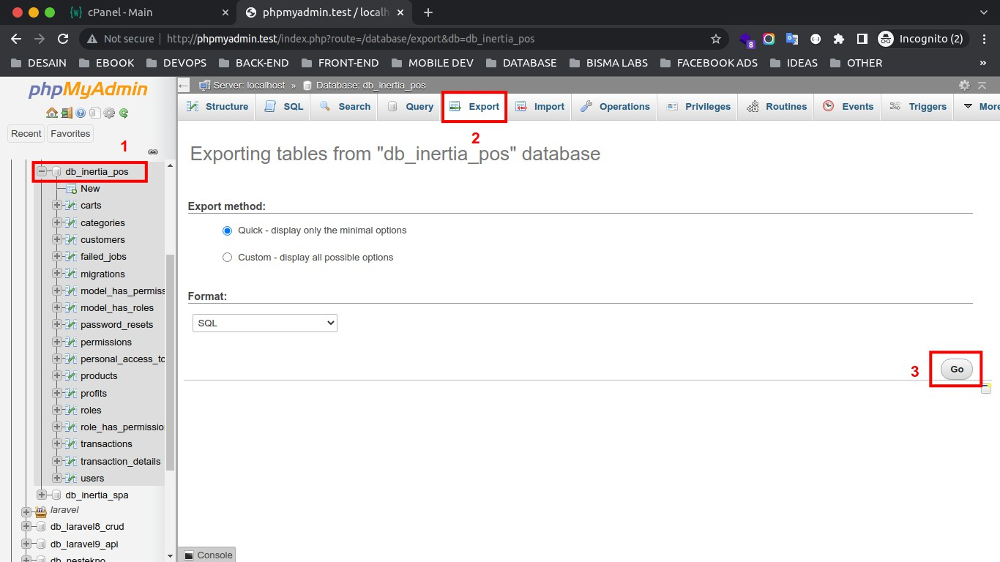 cPanel - Main
phpmyadmin.test / localh
Not secure
http://phpmyadmin.test/index.php?route=/database/export&db=db_inertia_pos
8
Incognito (2)
DESAIN
EBOOK
DEVOPS
BACK-END
FRONT-END
MOBILE DEV
DATABASE
BISMA LABS
FACEBOOK ADS
IDEAS
OTHER
»
phpMyAdmin
Recent
Favorites
1
db_inertia_pos
New
carts
categories
customers
failed_jobs
migrations
model_has_permiss
model_has_roles
password_resets
permissions
personal_access_to
products
profits
roles
role_has_permissio
transactions
transaction_details
users
db_inertia_spa
laravel
db_laravel8_crud
db_laravel9_api
db_nestekno
Server: localhost » Database: db_inertia_pos
Structure
SQL
Search
Query
Export
Import
Operations
Privileges
Routines
Events
Triggers
More
2
Exporting tables from "db_inertia_pos" database
Export method:
Quick - display only the minimal options
Custom - display all possible options
Format:
SQL
3
Go
Console